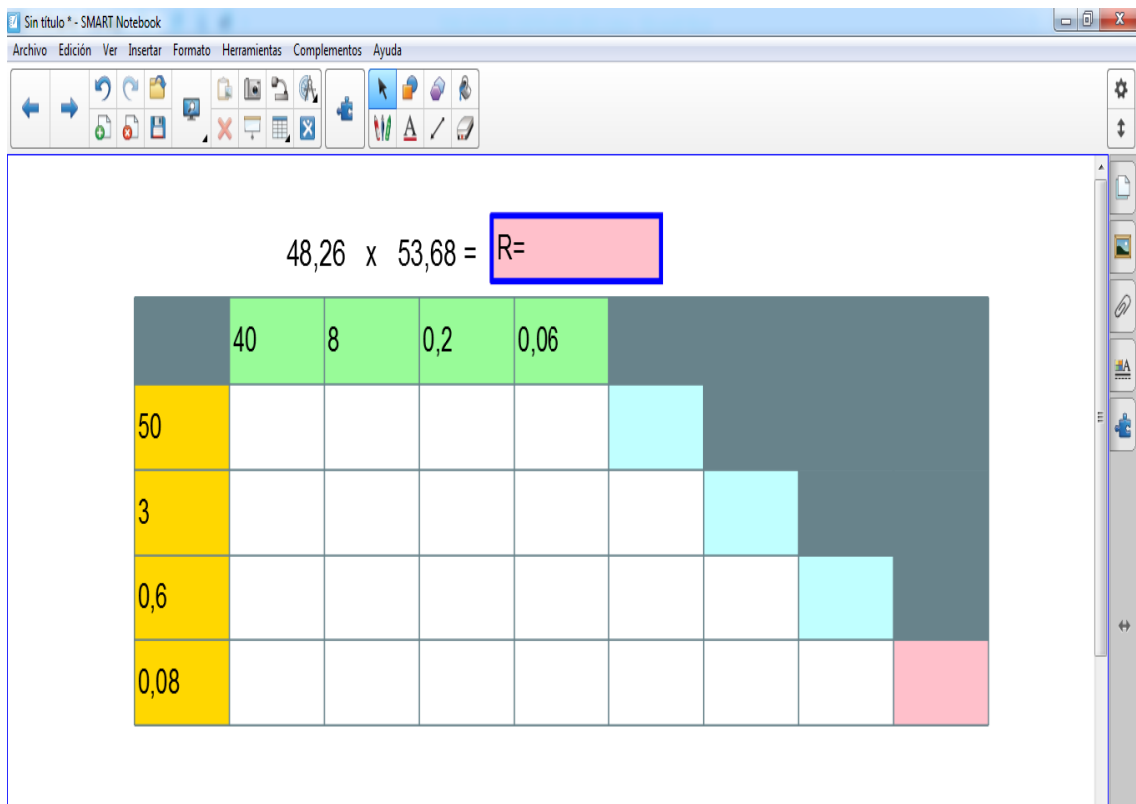 Sin título * - SMART Notebook
Archivo Edición Ver Insertar Formato Herramientas Complementos Ayuda
48,26 x 53,68 = R=
40 8 0,2 0,06
50
3
0,6
0,08